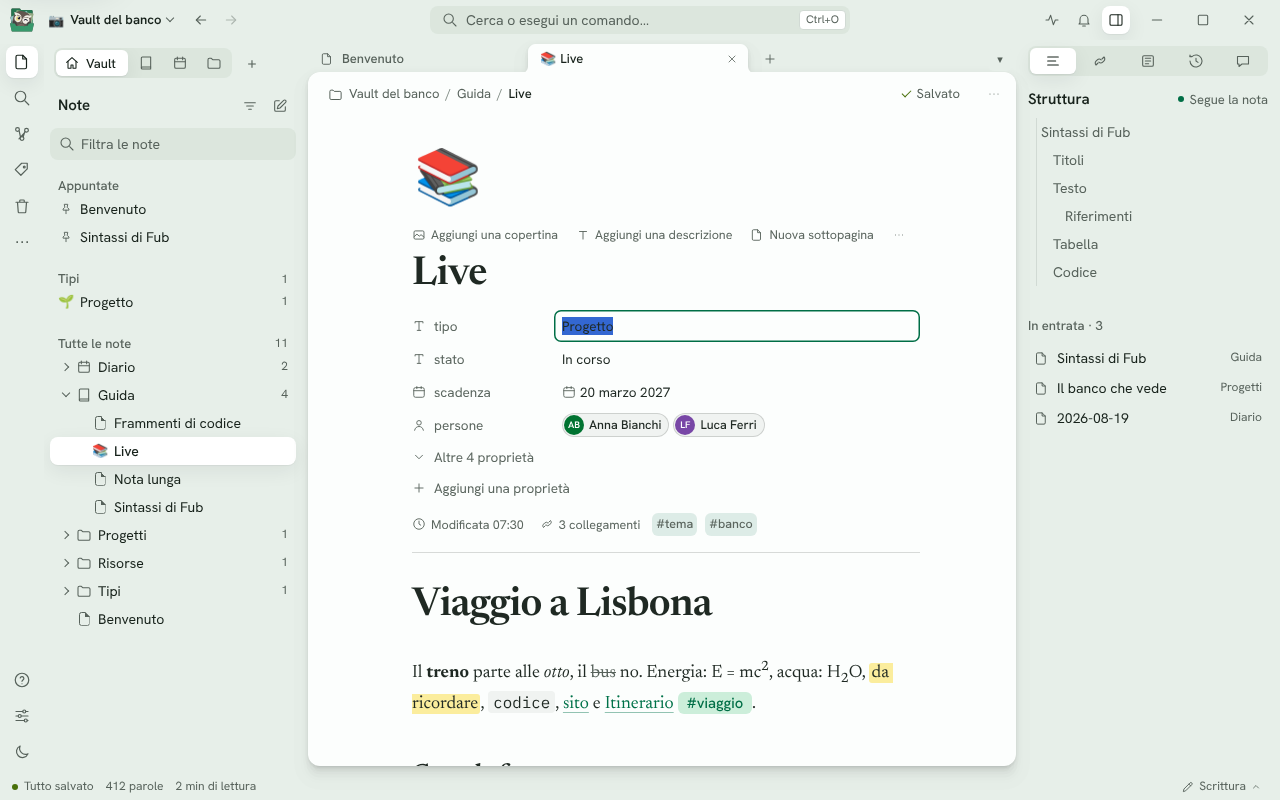 Vault del banco
Cerca o esegui un comando...
Ctrl+O
Vault
Note
Filtra le note
Appuntate
Benvenuto
Sintassi di Fub
Tipi 1
Progetto 1
Tutte le note 11
Diario 2
Guida 4
Frammenti di codice
Live
Nota lunga
Sintassi di Fub
Progetti 1
Risorse 1
Tipi 1
Benvenuto
Tutto salvato 412 parole 2 min di lettura
Benvenuto
Live
Vault del banco / Guida / Live
Salvato
Aggiungi una copertina Aggiungi una descrizione Nuova sottopagina
Live
tipo Progetto
stato In corso
scadenza 20 marzo 2027
persone AB Anna Bianchi LF Luca Ferri
Altre 4 proprietà
Aggiungi una proprietà
Modificata 07:30 3 collegamenti #tema #banco
Viaggio a Lisbona
Il treno parte alle otto, il bus no. Energia: E = mc², acqua: H₂O, da
ricordare, codice, sito e Itinerario #viaggio.
Struttura
Segue la nota
Sintassi di Fub
Titoli
Testo
Riferimenti
Tabella
Codice
In entrata · 3
Sintassi di Fub Guida
Il banco che vede Progetti
2026-08-19 Diario
Scrittura